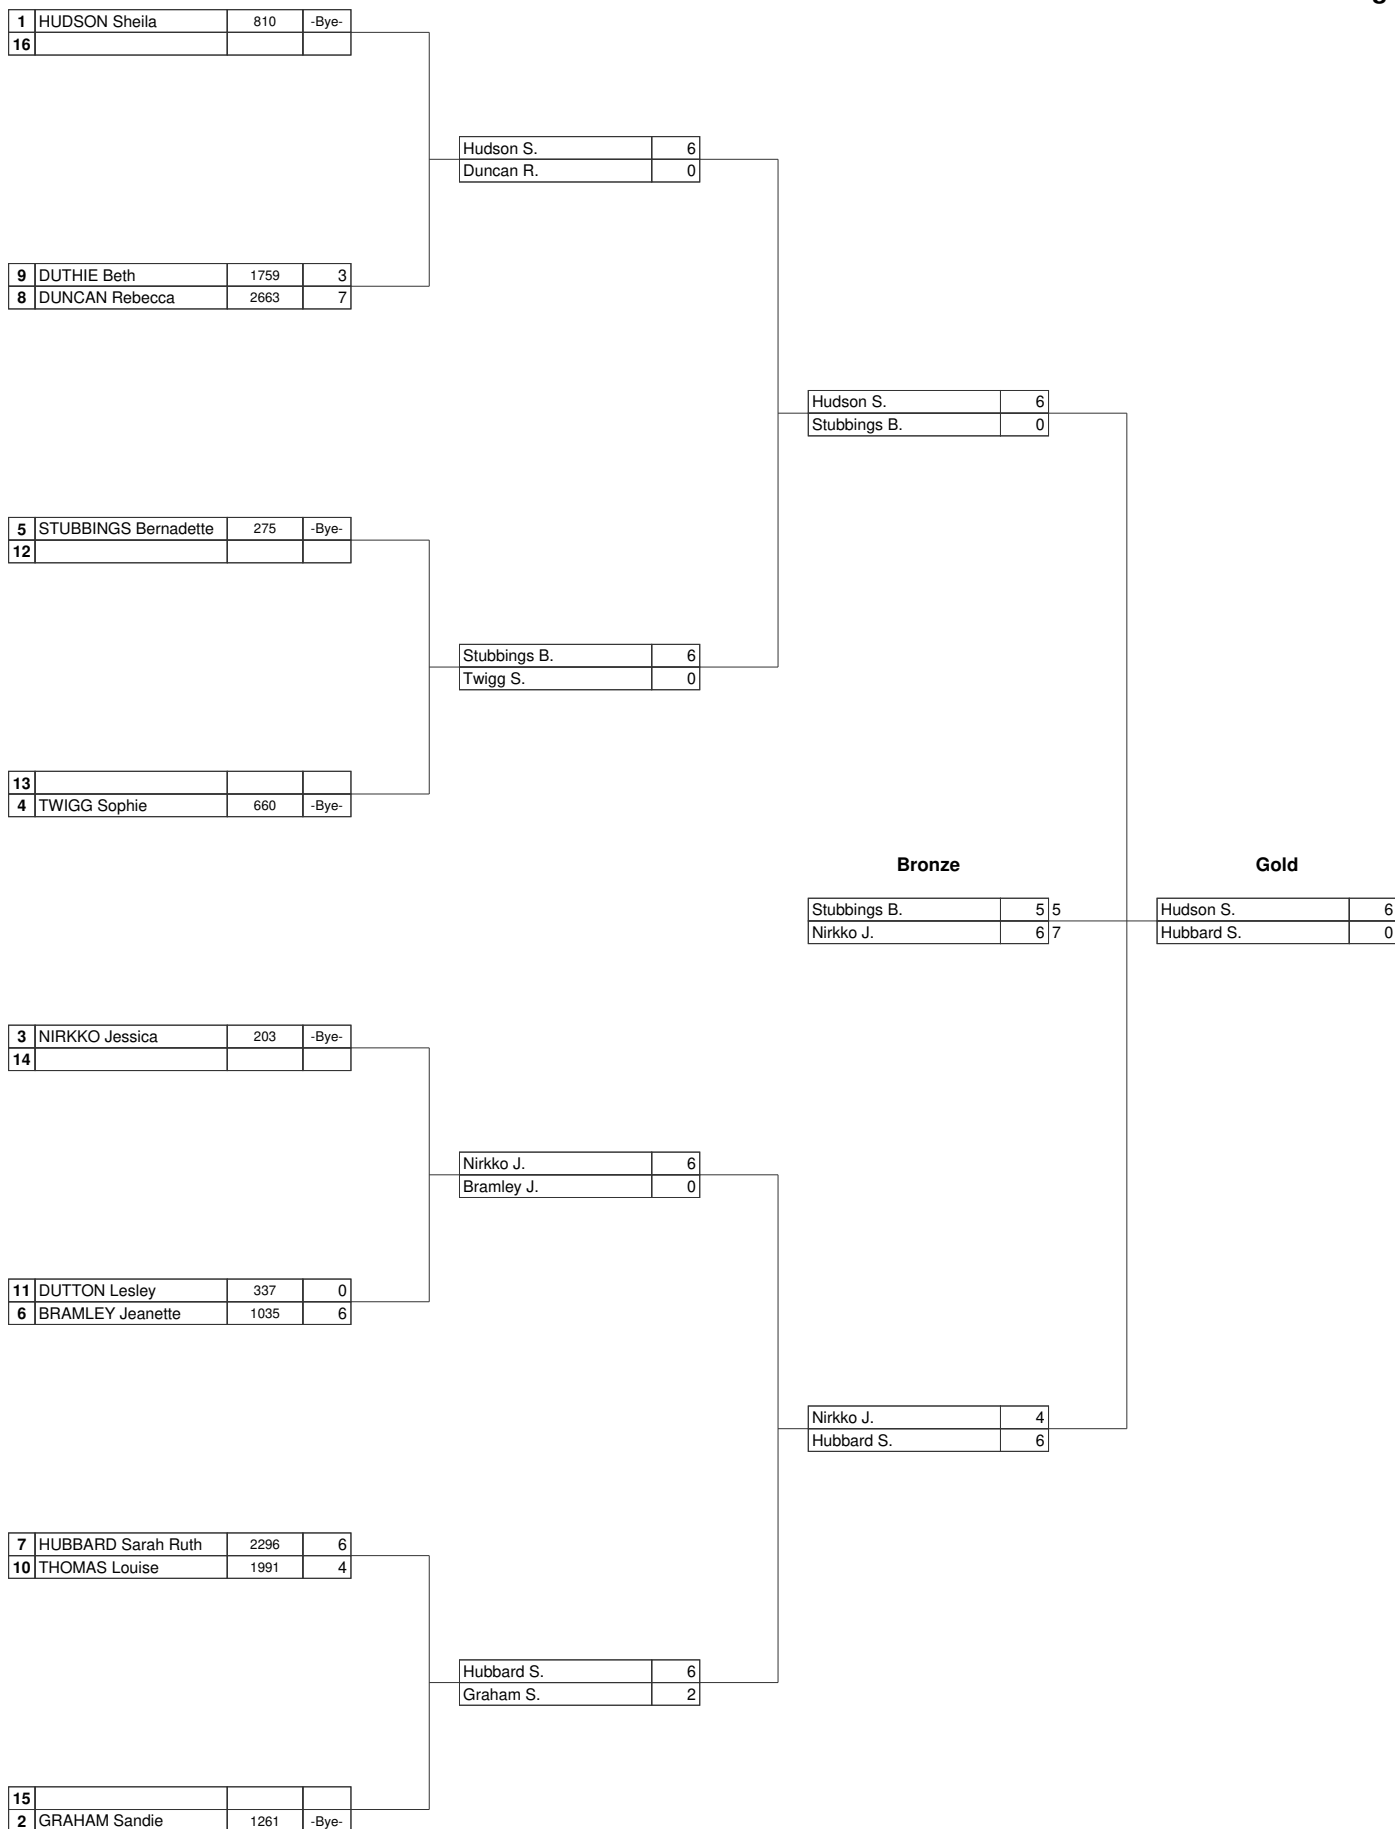 1 HUDSON Sheila 810 -Bye-
16
Hudson S. 6
Duncan R. 0
9 DUTHIE Beth 1759 3
8 DUNCAN Rebecca 2663 7
Hudson S. 6
Stubbings B. 0
5 STUBBINGS Bernadette 275 -Bye-
12
Stubbings B. 6
Twigg S. 0
13
4 TWIGG Sophie 660 -Bye-
Bronze Gold
Stubbings B. 5 5 Hudson S. 6
Nirkko J. 6 7 Hubbard S. 0
3 NIRKKO Jessica 203 -Bye-
14
Nirkko J. 6
Bramley J. 0
11 DUTTON Lesley 337 0
6 BRAMLEY Jeanette 1035 6
Nirkko J. 4
Hubbard S. 6
7 HUBBARD Sarah Ruth 2296 6
10 THOMAS Louise 1991 4
Hubbard S. 6
Graham S. 2
15
2 GRAHAM Sandie 1261 -Bye-